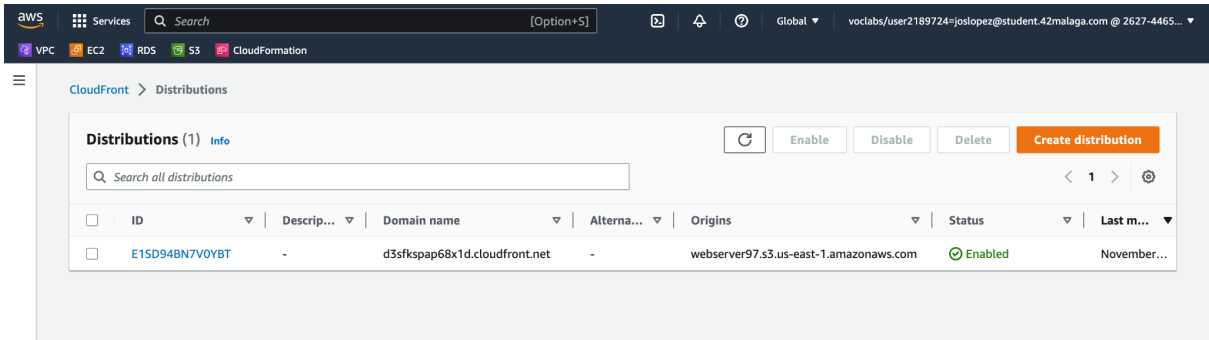 aws Services Search [Option+S] Global voclabs/user2189724=joslopez@student.42malaga.com @ 2627-4465...
VPC EC2 RDS S3 CloudFormation
CloudFront > Distributions
Distributions (1) Info Enable Disable Delete Create distribution
Search all distributions < 1 >
ID Descrip... Domain name Alterna... Origins Status Last m...
E1SD94BN7V0YBT - d3sfkspap68x1d.cloudfront.net - webserver97.s3.us-east-1.amazonaws.com Enabled November...